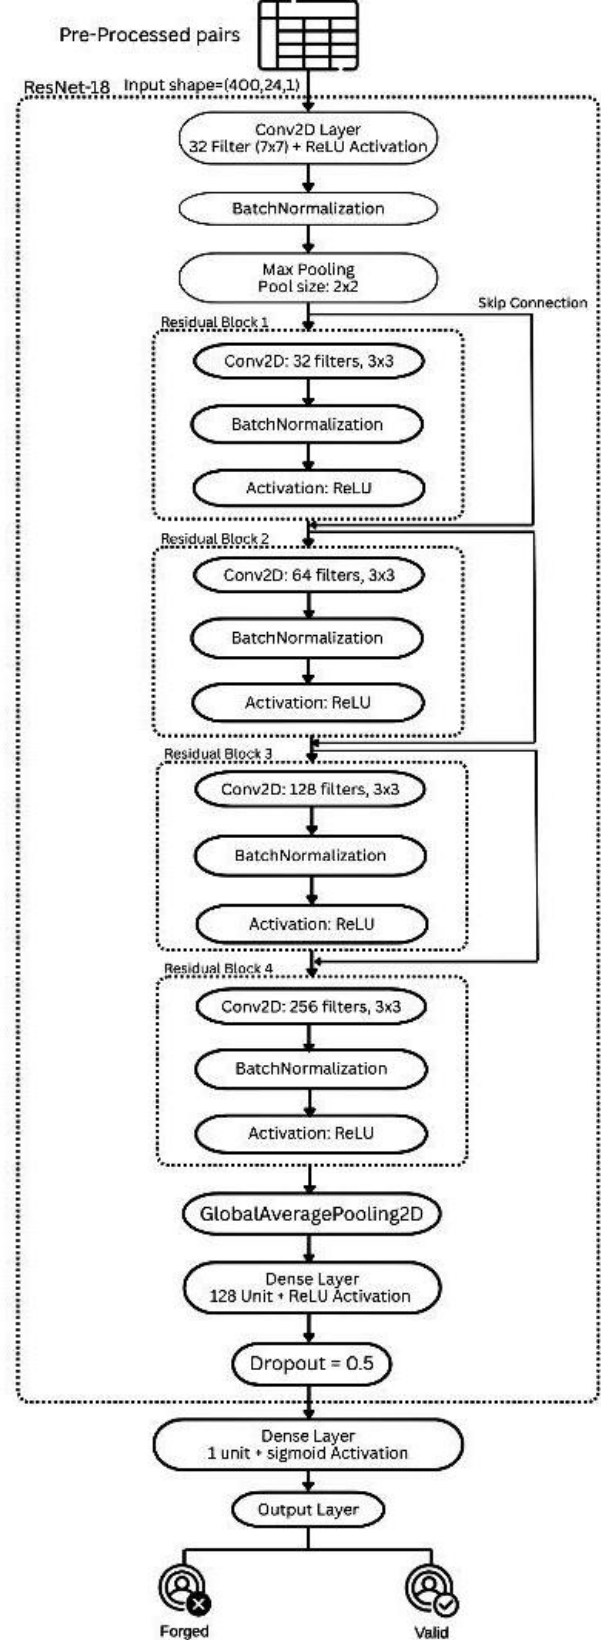 Pre-Processed pairs
ResNet-18 Input shape=(400,24,1)
Conv2D Layer
32 Filter (7x7) + ReLU Activation
BatchNormalization
Max Pooling
Pool size: 2x2
Skip Connection
Residual Block 1
Conv2D: 32 filters, 3x3
BatchNormalization
Activation: ReLU
Residual Block 2
Conv2D: 64 filters, 3x3
BatchNormalization
Activation: ReLU
Residual Block 3
Conv2D: 128 filters, 3x3
BatchNormalization
Activation: ReLU
Residual Block 4
Conv2D: 256 filters, 3x3
BatchNormalization
Activation: ReLU
GlobalAveragePooling2D
Dense Layer
128 Unit + ReLU Activation
Dropout = 0.5
Dense Layer
1 unit + sigmoid Activation
Output Layer
Forged
Valid